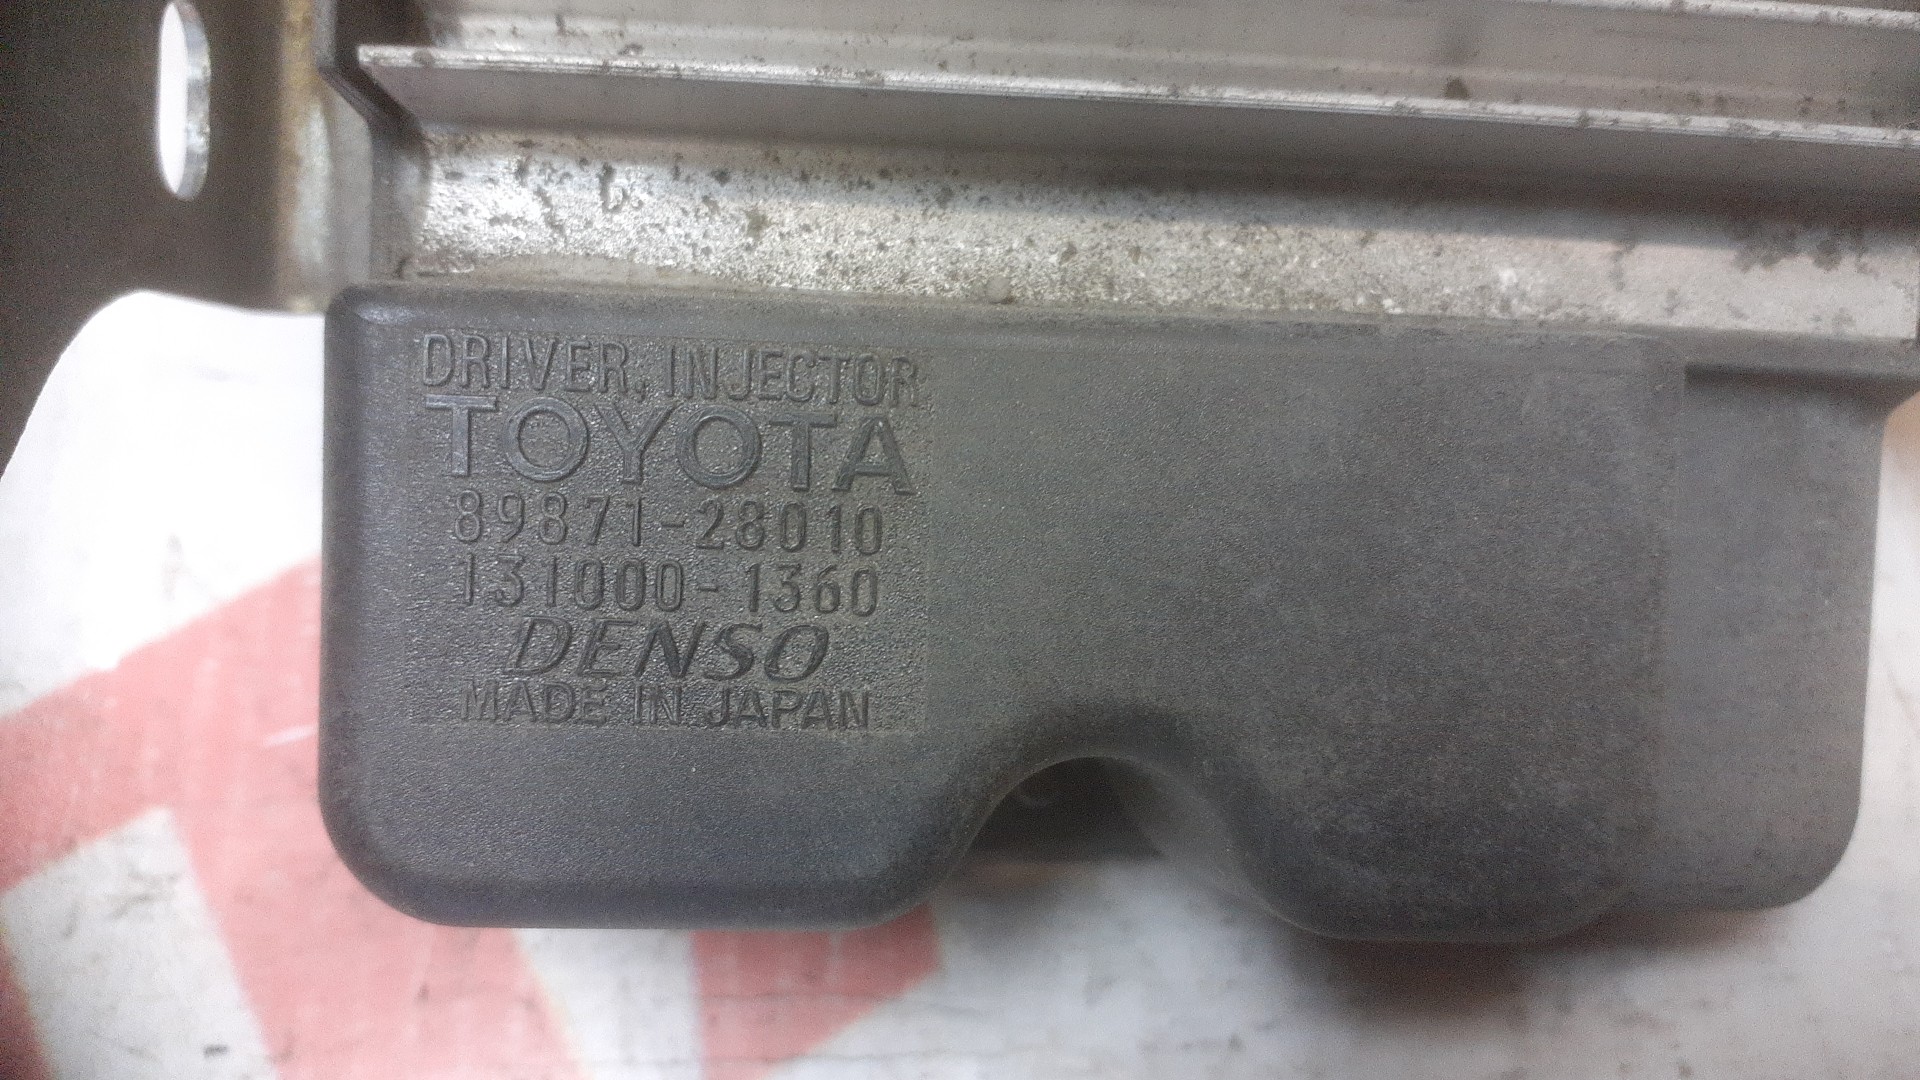 DRIVER, INJECTOR
TOYOTA
89871-28010
131000-1360
DENSO
MADE IN JAPAN